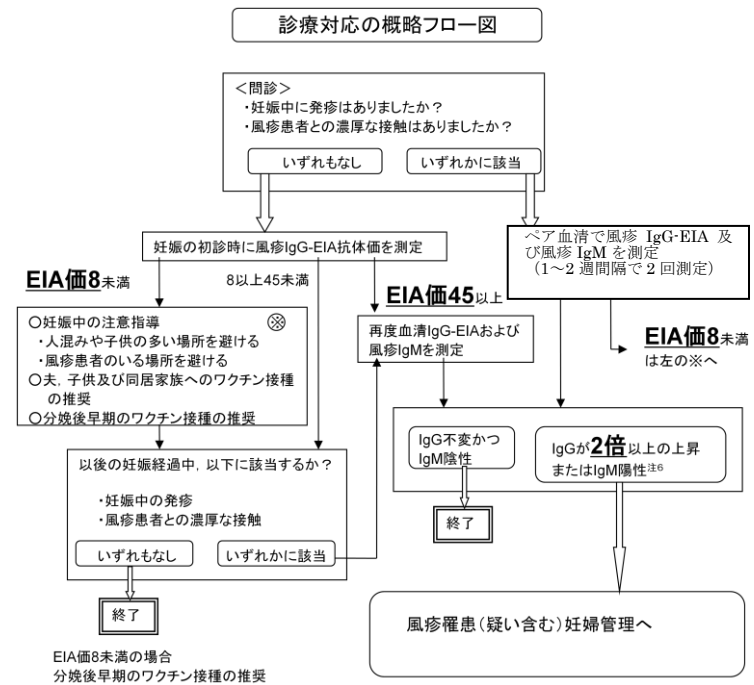 診療対応の概略フロー図
＜問診＞
・妊娠中に発疹はありましたか？
・風疹患者との濃厚な接触はありましたか？
いずれもなし
いずれかに該当
妊娠の初診時に風疹IgG-EIA抗体価を測定
ペア血清で風疹 IgG-EIA 及
び風疹 IgM を測定
（1～2 週間隔で 2 回測定）
EIA価8未満
8以上45未満
EIA価45以上
EIA価8未満
は左の※へ
○妊娠中の注意指導 ※
・人混みや子供の多い場所を避ける
・風疹患者のいる場所を避ける
○夫，子供及び同居家族へのワクチン接種
の推奨
○分娩後早期のワクチン接種の推奨
再度血清IgG-EIAおよび
風疹IgMを測定
IgG不変かつ
IgM陰性
IgGが2倍以上の上昇
またはIgM陽性注6
終了
以後の妊娠経過中，以下に該当するか？
・妊娠中の発疹
・風疹患者との濃厚な接触
いずれもなし
いずれかに該当
終了
EIA価8未満の場合
分娩後早期のワクチン接種の推奨
風疹罹患（疑い含む）妊婦管理へ